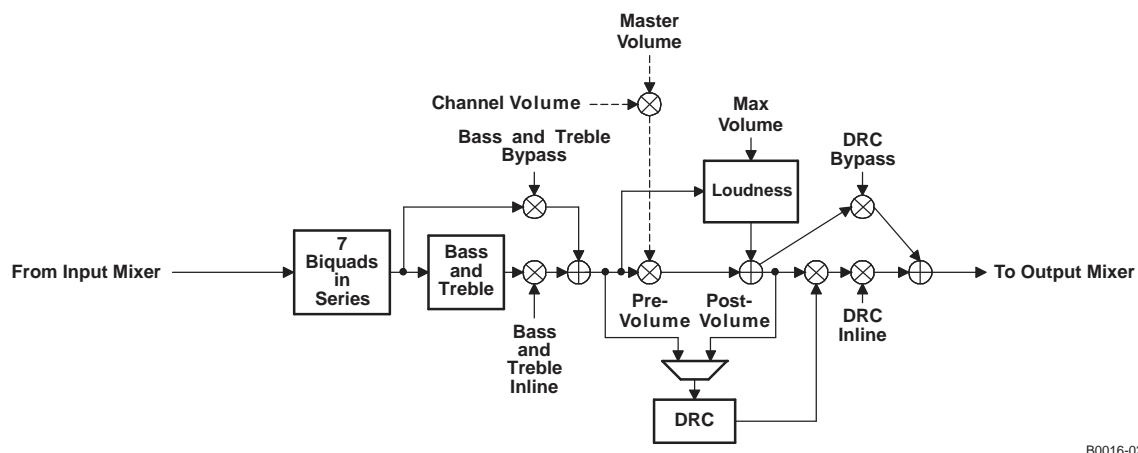 Master
Volume
Channel Volume
Max
Volume
Bass and Treble
Bypass
DRC
Bypass
Loudness
7
Biquads
in
Series
Bass
and
Treble
From Input Mixer
To Output Mixer
Pre-
Volume
Post-
Volume
DRC
Inline
Bass
and
Treble
Inline
DRC